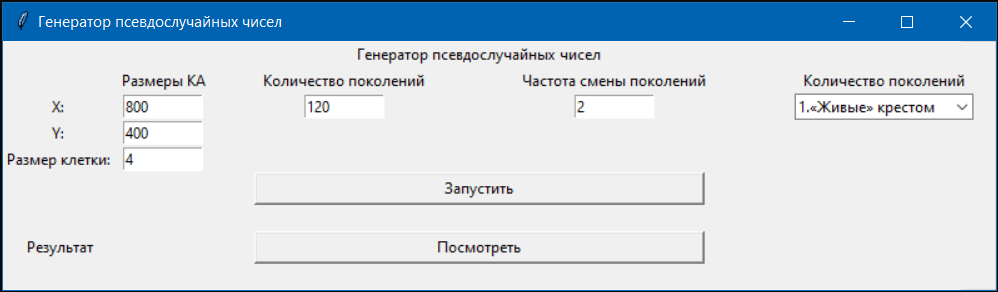 Генератор псевдослучайных чисел
Генератор псевдослучайных чисел
Размеры КА Количество поколений Частота смены поколений Количество поколений
X: 800 120 2 1.«Живые» крестом
Y: 400
Размер клетки: 4
Запустить
Результат Посмотреть